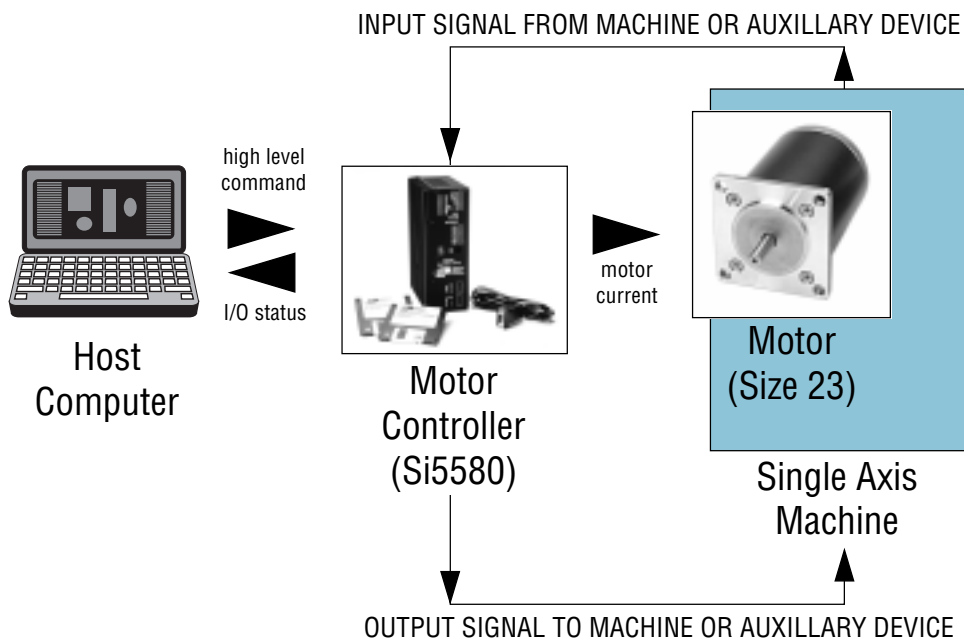 INPUT SIGNAL FROM MACHINE OR AUXILLARY DEVICE
high level
command
I/O status
motor
current
Host
Computer
Motor
Controller
(Si5580)
Motor
(Size 23)
Single Axis
Machine
OUTPUT SIGNAL TO MACHINE OR AUXILLARY DEVICE